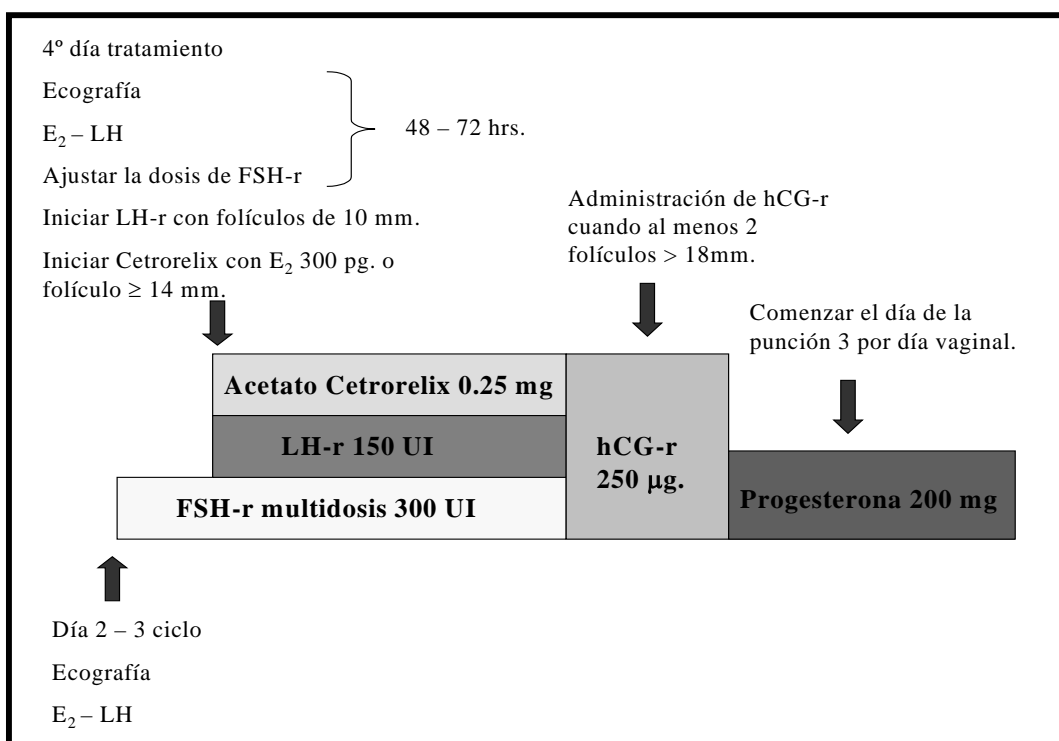 4º día tratamiento
Ecografía
E₂ – LH
Ajustar la dosis de FSH-r
48 – 72 hrs.
Iniciar LH-r con folículos de 10 mm.
Iniciar Cetrorelix con E₂ 300 pg. o
folículo ≥ 14 mm.
Administración de hCG-r
cuando al menos 2
folículos > 18mm.
Comenzar el día de la
punción 3 por día vaginal.
Acetato Cetrorelix 0.25 mg
LH-r 150 UI
FSH-r multidosis 300 UI
hCG-r
250 µg.
Progesterona 200 mg
Día 2 – 3 ciclo
Ecografía
E₂ – LH